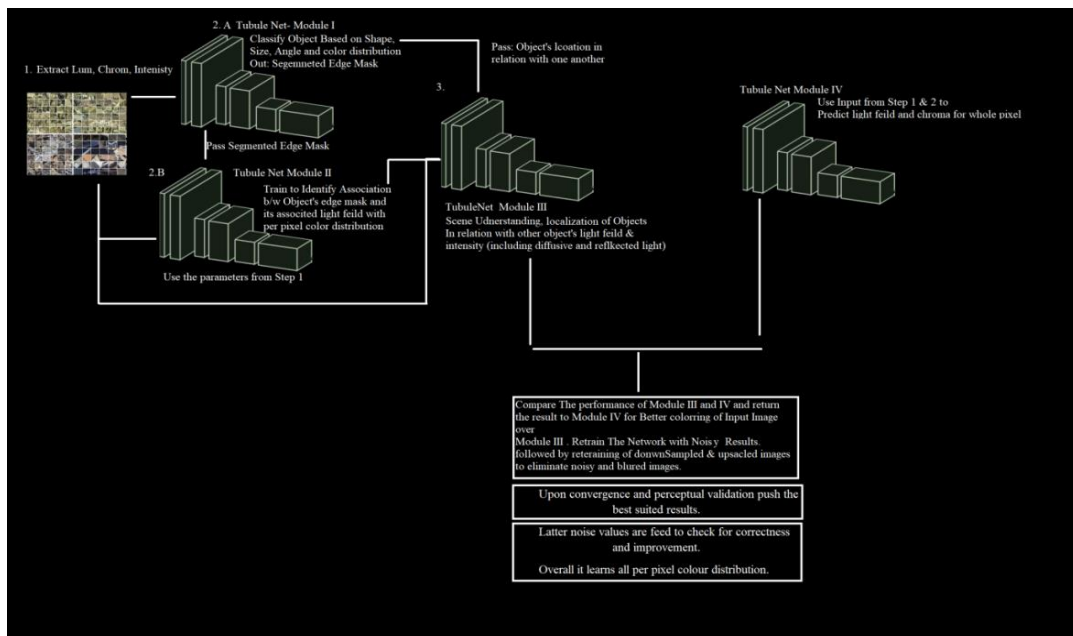 2. A Tubule Net- Module I
Classify Object Based on Shape,
Size, Angle and color distribution
Out: Segemneted Edge Mask
1. Extract Lum, Chrom, Intenisty
Pass Segmented Edge Mask
2.B
Tubule Net Module II
Train to Identify Association
b/w Object's edge mask and
its associted light feild with
per pixel color distribution
Use the parameters from Step 1
Pass: Object's lcoation in
relation with one another
3.
TubuleNet Module III
Scene Udnerstanding, localization of Objects
In relation with other object's light feild &
intensity (including diffusive and reflkected light)
Tubule Net Module IV
Use Input from Step 1 & 2 to
Predict light feild and chroma for whole pixel
Compare The performance of Module III and IV and return
the result to Module IV for Better colorring of Input Image
over
Module III . Retrain The Network with Nois y Results.
followed by reteraining of donwnSampled & upsacled images
to eliminate noisy and blured images.
Upon convergence and perceptual validation push the
best suited results.
Latter noise values are feed to check for correctness
and improvement.
Overall it learns all per pixel colour distribution.